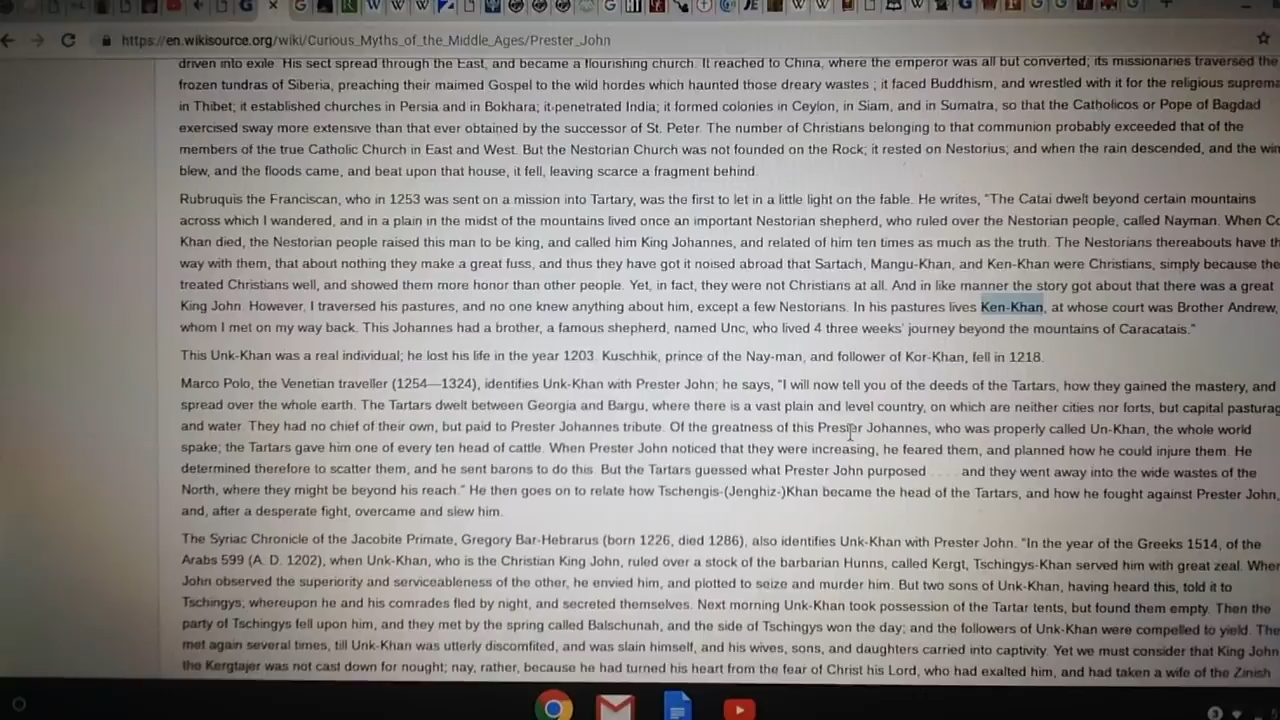 https://en.wikisource.org/wiki/Curious_Myths_of_the_Middle_Ages/Prester_John
driven into exile. His sect spread through the East, and became a flourishing church. It reached to China, where the emperor was all but converted; its missionaries traversed the
frozen tundras of Siberia, preaching their maimed Gospel to the wild hordes which haunted those dreary wastes ; it faced Buddhism, and wrestled with it for the religious suprema
in Thibet; it established churches in Persia and in Bokhara; it penetrated India; it formed colonies in Ceylon, in Siam, and in Sumatra, so that the Catholicos or Pope of Bagdad
exercised sway more extensive than that ever obtained by the successor of St. Peter. The number of Christians belonging to that communion probably exceeded that of the
members of the true Catholic Church in East and West. But the Nestorian Church was not founded on the Rock; it rested on Nestorius; and when the rain descended, and the win
blew, and the floods came, and beat upon that house, it fell, leaving scarce a fragment behind.
Rubruquis the Franciscan, who in 1253 was sent on a mission into Tartary, was the first to let in a little light on the fable. He writes, "The Catai dwelt beyond certain mountains
across which I wandered, and in a plain in the midst of the mountains lived once an important Nestorian shepherd, who ruled over the Nestorian people, called Nayman. When Co
Khan died, the Nestorian people raised this man to be king, and called him King Johannes, and related of him ten times as much as the truth. The Nestorians thereabouts have th
way with them, that about nothing they make a great fuss, and thus they have got it noised abroad that Sartach, Mangu-Khan, and Ken-Khan were Christians, simply because the
treated Christians well, and showed them more honor than other people. Yet, in fact, they were not Christians at all. And in like manner the story got about that there was a great
King John. However, I traversed his pastures, and no one knew anything about him, except a few Nestorians. In his pastures lives Ken-Khan, at whose court was Brother Andrew,
whom I met on my way back. This Johannes had a brother, a famous shepherd, named Unc, who lived 4 three weeks' journey beyond the mountains of Caracatais."
This Unk-Khan was a real individual; he lost his life in the year 1203. Kuschhik, prince of the Nay-man, and follower of Kor-Khan, fell in 1218.
Marco Polo, the Venetian traveller (1254—1324), identifies Unk-Khan with Prester John; he says, "I will now tell you of the deeds of the Tartars, how they gained the mastery, and
spread over the whole earth. The Tartars dwelt between Georgia and Bargu, where there is a vast plain and level country, on which are neither cities nor forts, but capital pasturag
and water. They had no chief of their own, but paid to Prester Johannes tribute. Of the greatness of this Prester Johannes, who was properly called Un-Khan, the whole world
spake; the Tartars gave him one of every ten head of cattle. When Prester John noticed that they were increasing, he feared them, and planned how he could injure them. He
determined therefore to scatter them, and he sent barons to do this. But the Tartars guessed what Prester John purposed .... and they went away into the wide wastes of the
North, where they might be beyond his reach." He then goes on to relate how Tschengis-(Jenghiz-)Khan became the head of the Tartars, and how he fought against Prester John,
and, after a desperate fight, overcame and slew him.
The Syriac Chronicle of the Jacobite Primate, Gregory Bar-Hebrarus (born 1226, died 1286), also identifies Unk-Khan with Prester John. "In the year of the Greeks 1514, of the
Arabs 599 (A. D. 1202), when Unk-Khan, who is the Christian King John, ruled over a stock of the barbarian Hunns, called Kergt, Tschingys-Khan served him with great zeal. When
John observed the superiority and serviceableness of the other, he envied him, and plotted to seize and murder him. But two sons of Unk-Khan, having heard this, told it to
Tschingys; whereupon he and his comrades fled by night, and secreted themselves. Next morning Unk-Khan took possession of the Tartar tents, but found them empty. Then the
party of Tschingys fell upon him, and they met by the spring called Balschunah, and the side of Tschingys won the day; and the followers of Unk-Khan were compelled to yield. The
met again several times, till Unk-Khan was utterly discomfited, and was slain himself, and his wives, sons, and daughters carried into captivity. Yet we must consider that King John
the Kergtajer was not cast down for nought; nay, rather, because he had turned his heart from the fear of Christ his Lord, who had exalted him, and had taken a wife of the Zinish